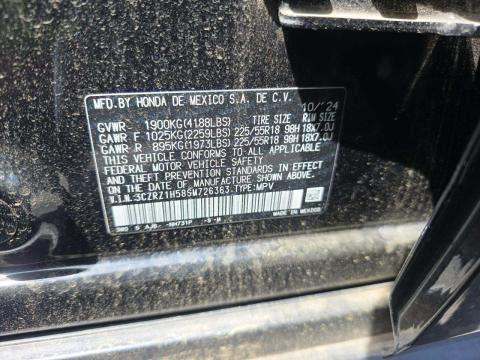 MFD.BY HONDA DE MEXICO S.A. DE C.V. 10/'24
GVWR 1900KG(4188LBS) TIRE SIZE RIM SIZE
GAWR F 1025KG(2259LBS) 225/55R18 98H 18X7.0J
GAWR R 895KG(1973LBS) 225/55R18 98H 18X7.0J
THIS VEHICLE CONFORMS TO ALL APPLICABLE
FEDERAL MOTOR VEHICLE SAFETY, BUMPER, AND
THEFT PREVENTION STANDARDS IN EFFECT ON THE
DATE OF MANUFACTURE SHOWN ABOVE.
V.I.N.:3CZRZ1H58SM726363 TYPE:MPV
MADE IN MEXICO